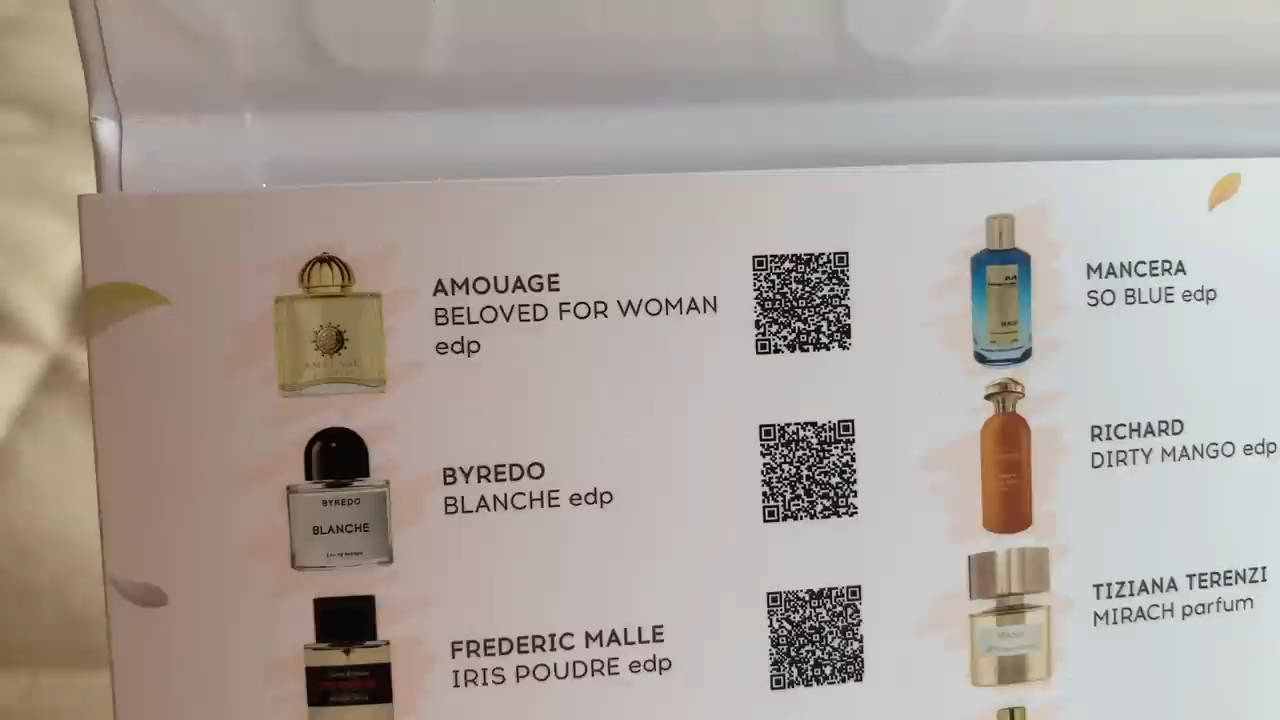 AMOUAGE
BELOVED FOR WOMAN
edp
BYREDO
BLANCHE
BYREDO
BLANCHE edp
FREDERIC MALLE
IRIS POUDRE edp
MANCERA
SO BLUE edp
RICHARD
DIRTY MANGO edp
TIZIANA TERENZI
MIRACH parfum